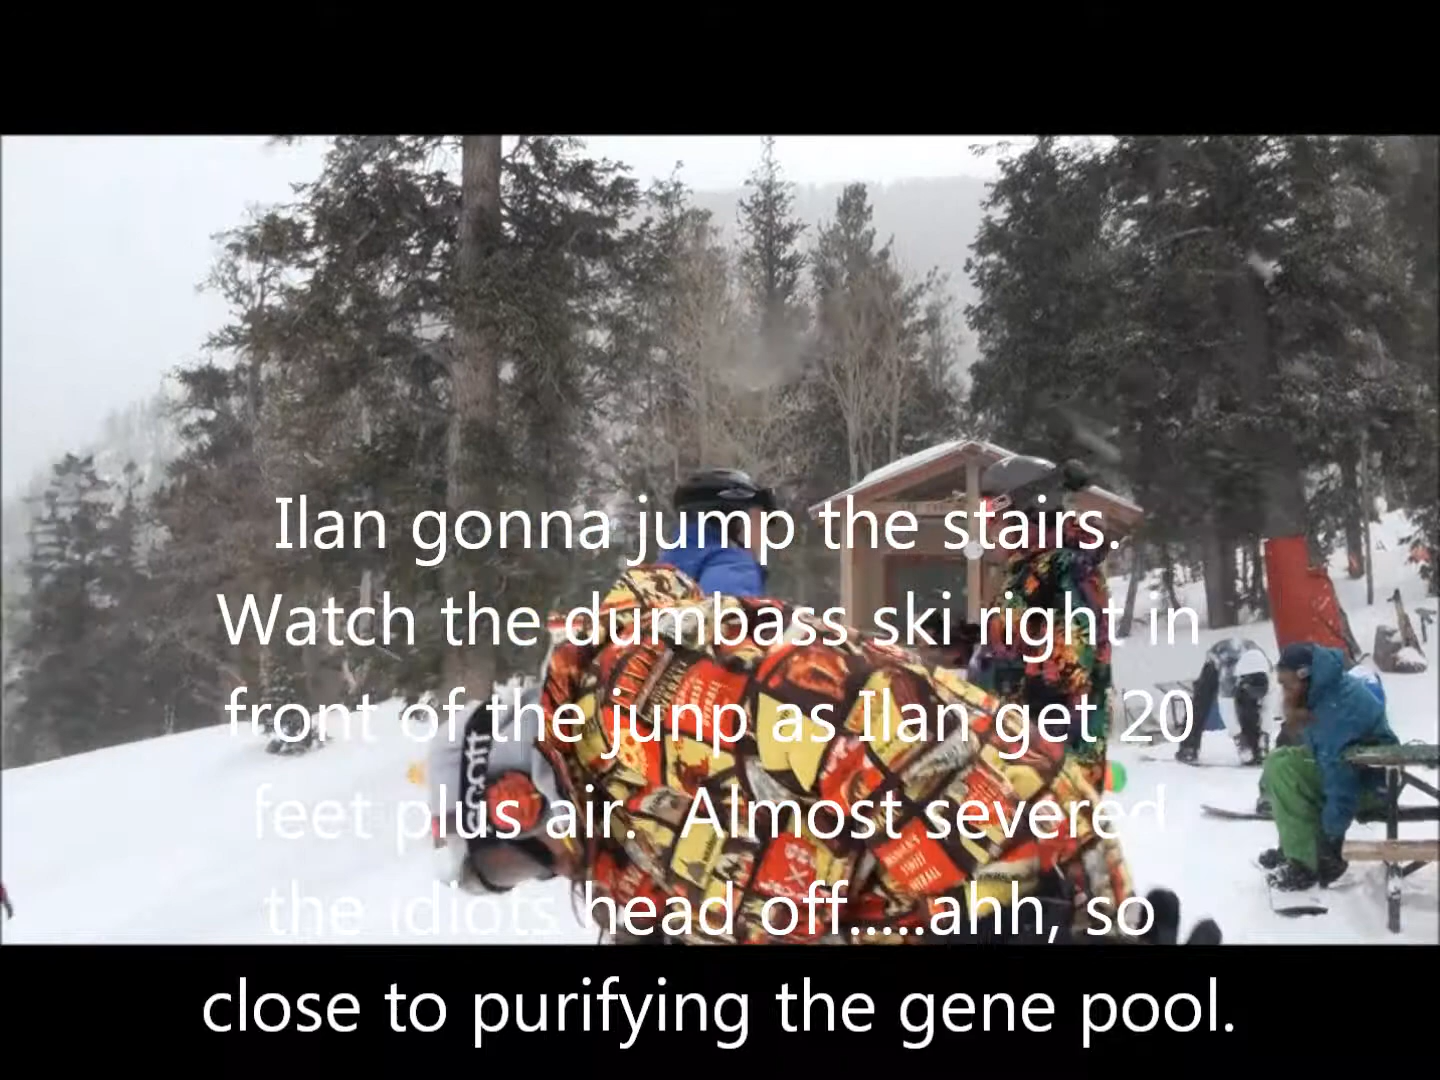 Ilan gonna jump the stairs.
Watch the dumbass ski right in
front of the junp as Ilan get 20
feet plus air. Almost severed
the idiots head off.....ahh, so
close to purifying the gene pool.
scott